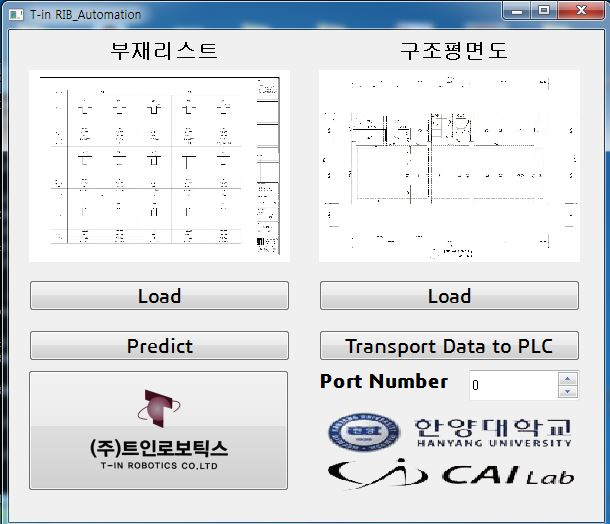 T-in RIB_Automation
부재리스트
구조평면도
Load
Load
Predict
Transport Data to PLC
Port Number
0
(주)트인로보틱스
T-IN ROBOTICS CO.LTD
한양대학교
HANYANG UNIVERSITY
CAI Lab